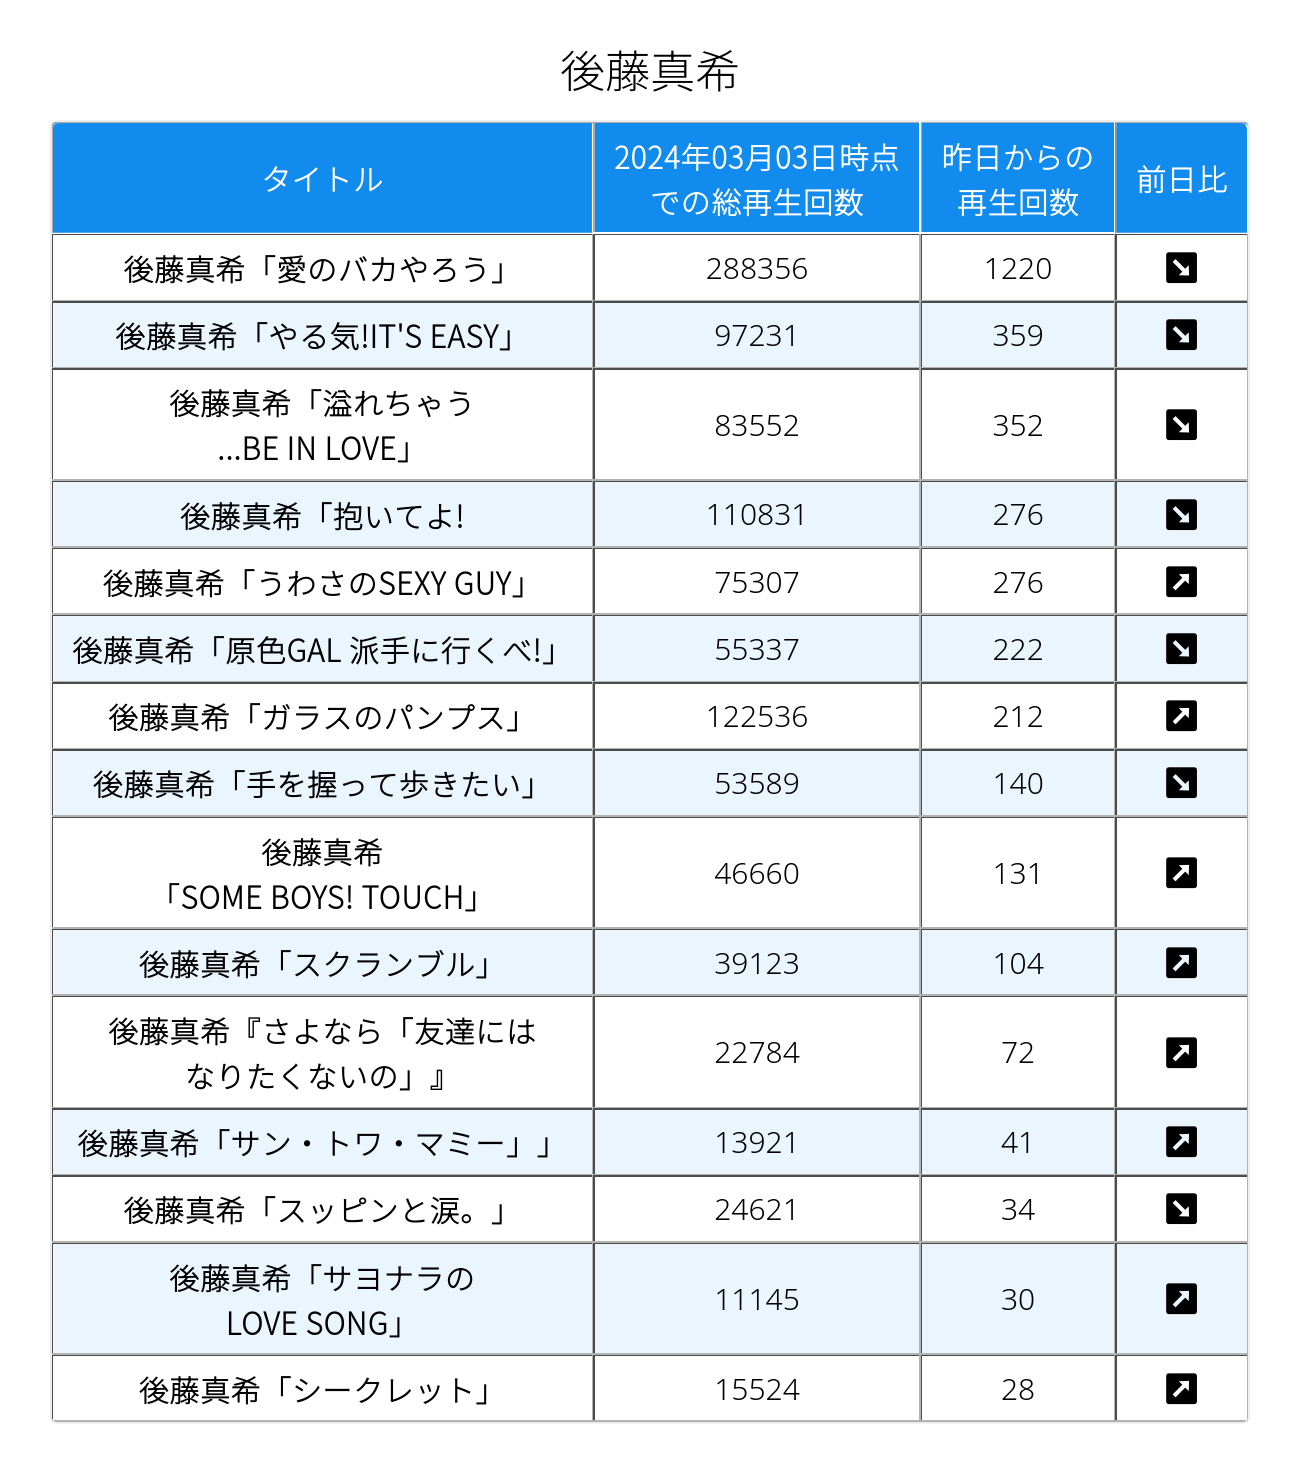 後藤真希
タイトル
2024年03月03日時点
での総再生回数
昨日からの
再生回数
前日比
後藤真希「愛のバカやろう」
288356
1220
後藤真希「やる気!IT'S EASY」
97231
359
後藤真希「溢れちゃう
...BE IN LOVE」
83552
352
後藤真希「抱いてよ!
110831
276
後藤真希「うわさのSEXY GUY」
75307
276
後藤真希「原色GAL 派手に行くべ!」
55337
222
後藤真希「ガラスのパンプス」
122536
212
後藤真希「手を握って歩きたい」
53589
140
後藤真希
「SOME BOYS! TOUCH」
46660
131
後藤真希「スクランブル」
39123
104
後藤真希『さよなら「友達には
なりたくないの」』
22784
72
後藤真希「サン・トワ・マミー」」
13921
41
後藤真希「スッピンと涙。」
24621
34
後藤真希「サヨナラの
LOVE SONG」
11145
30
後藤真希「シークレット」
15524
28